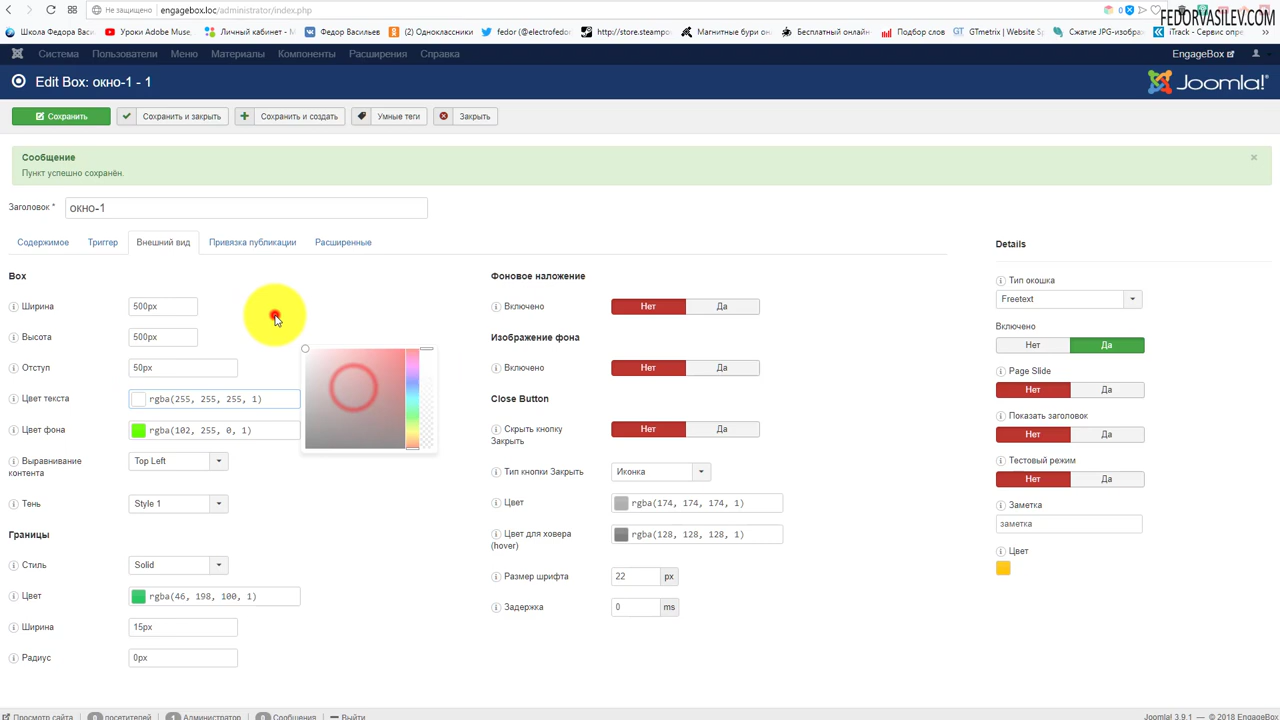 Не защищено engagebox.loc/administrator/index.php
FEDORVASILEV.COM
Школа Федора Васи Уроки Adobe Muse, Личный кабинет - М Федор Васильев (2) Одноклассники fedor (@electrofedor) http://store.steampo Магнитные бури он Бесплатный онлайн Подбор слов GTmetrix | Website S Сжатие JPG-изобра iTrack - Сервис опре
Система Пользователи Меню Материалы Компоненты Расширения Справка EngageBox
Edit Box: окно-1 - 1
Joomla!
Сохранить Сохранить и закрыть Сохранить и создать Умные теги Закрыть
Сообщение
Пункт успешно сохранён.
Заголовок * окно-1
Содержимое Триггер Внешний вид Привязка публикации Расширенные
Details
Box
Ширина 500px
Высота 500px
Отступ 50px
Цвет текста rgba(255, 255, 255, 1)
Цвет фона rgba(102, 255, 0, 1)
Выравнивание контента Top Left
Тень Style 1
Границы
Стиль Solid
Цвет rgba(46, 198, 100, 1)
Ширина 15px
Радиус 0px
Фоновое наложение
Включено Нет Да
Изображение фона
Включено Нет Да
Close Button
Скрыть кнопку Закрыть Нет Да
Тип кнопки Закрыть Иконка
Цвет rgba(174, 174, 174, 1)
Цвет для ховера (hover) rgba(128, 128, 128, 1)
Размер шрифта 22 px
Задержка 0 ms
Тип окошка
Freetext
Включено
Нет Да
Page Slide
Нет Да
Показать заголовок
Нет Да
Тестовый режим
Нет Да
Заметка
заметка
Цвет
Просмотр сайта 0 посетителей 1 Администратор 0 Сообщения Выйти Joomla! 3.9.1 — © 2018 EngageBox